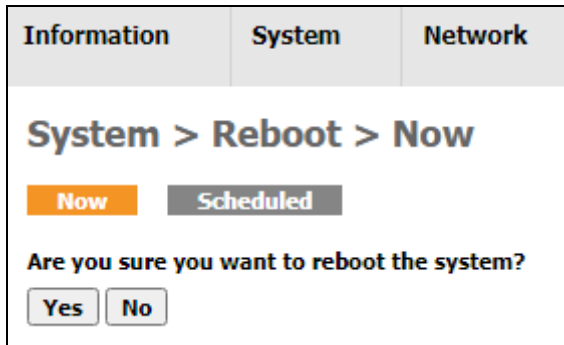 Information System Network
System > Reboot > Now
Now Scheduled
Are you sure you want to reboot the system?
Yes No